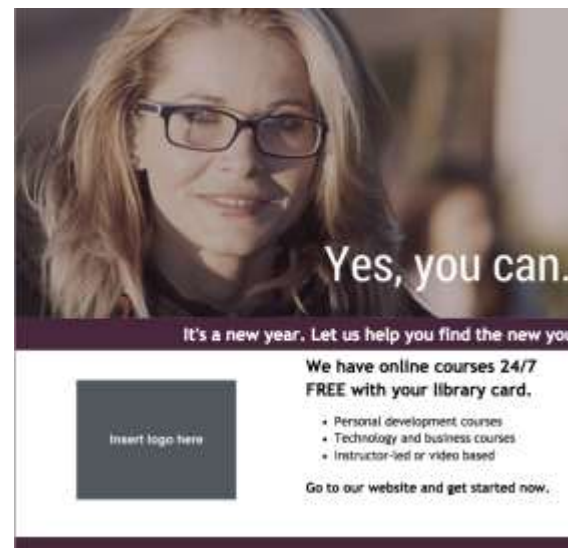 Yes, you can.
It's a new year. Let us help you find the new you
We have online courses 24/7
FREE with your library card.
Insert logo here
• Personal development courses
• Technology and business courses
• Instructor-led or video based
Go to our website and get started now.